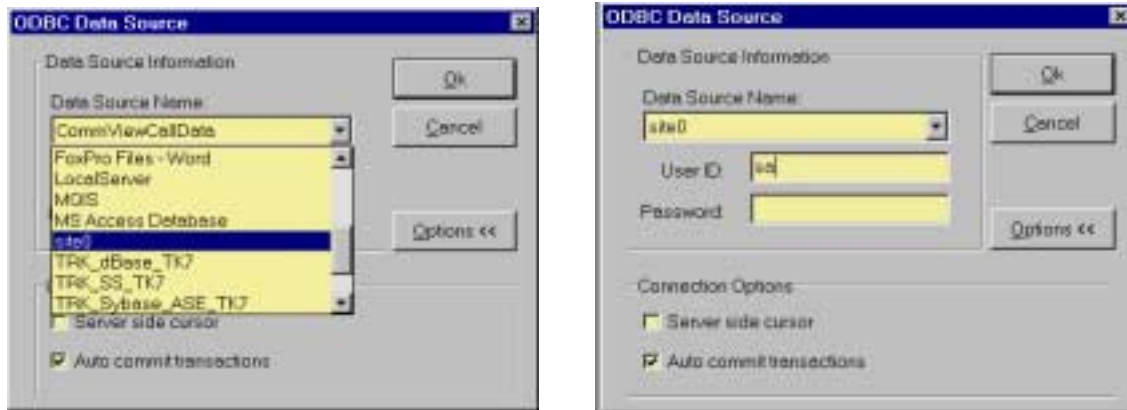 ODBC Data Source
Data Source Information
Data Source Name:
CommViewCallData
FoxPro Files - Word
LocalServer
MQIS
MS Access Database
site0
TRK_dBase_TK7
TRK_SS_TK7
TRK_Sybase_ASE_TK7
Server side cursor
Auto commit transactions
Ok
Cancel
Options <<
ODBC Data Source
Data Source Information
Data Source Name:
site0
User ID:
sa
Password:
Connection Options
Server side cursor
Auto commit transactions
Ok
Cancel
Options <<